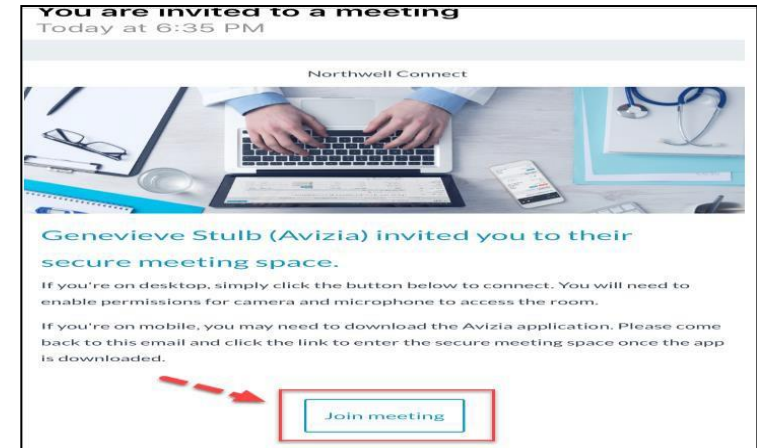 You are invited to a meeting
Today at 6:35 PM
Northwell Connect
Genevieve Stulb (Avizia) invited you to their
secure meeting space.
If you're on desktop, simply click the button below to connect. You will need to
enable permissions for camera and microphone to access the room.
If you're on mobile, you may need to download the Avizia application. Please come
back to this email and click the link to enter the secure meeting space once the app
is downloaded.
Join meeting